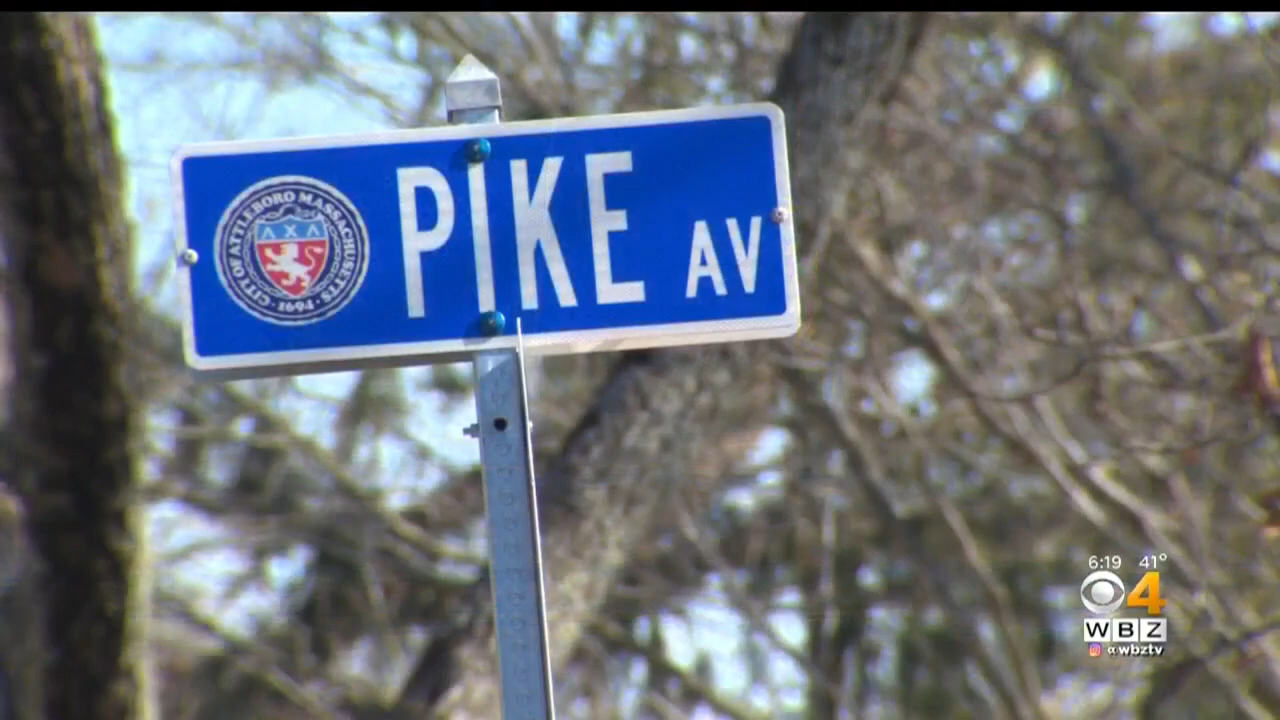 PIKE AV
CITY OF ATTLEBORO MASSACHUSETTS
·1694·
6:19 41°
4
WBZ
@wbztv